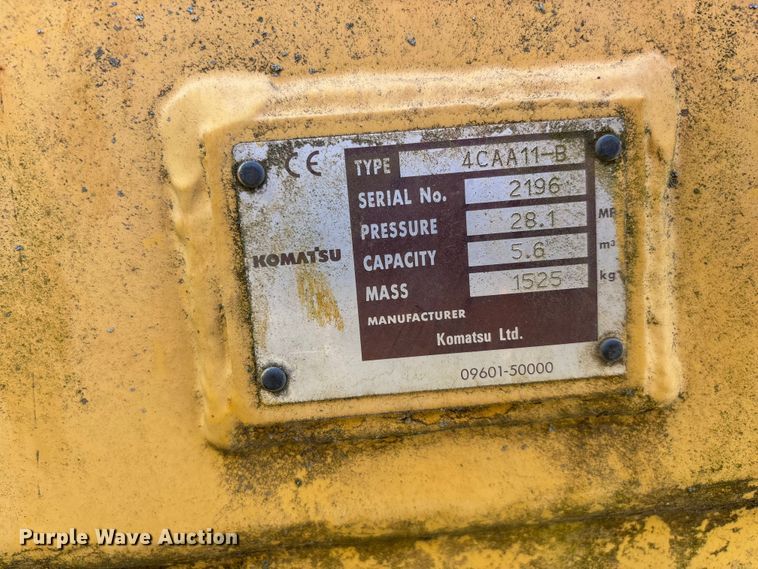 CE
TYPE 4CAA11-B
SERIAL No. 2196
PRESSURE 28.1 MP
KOMATSU
CAPACITY 5.6 m³
MASS 1525 kg
MANUFACTURER
Komatsu Ltd.
09601-50000
Purple Wave Auction